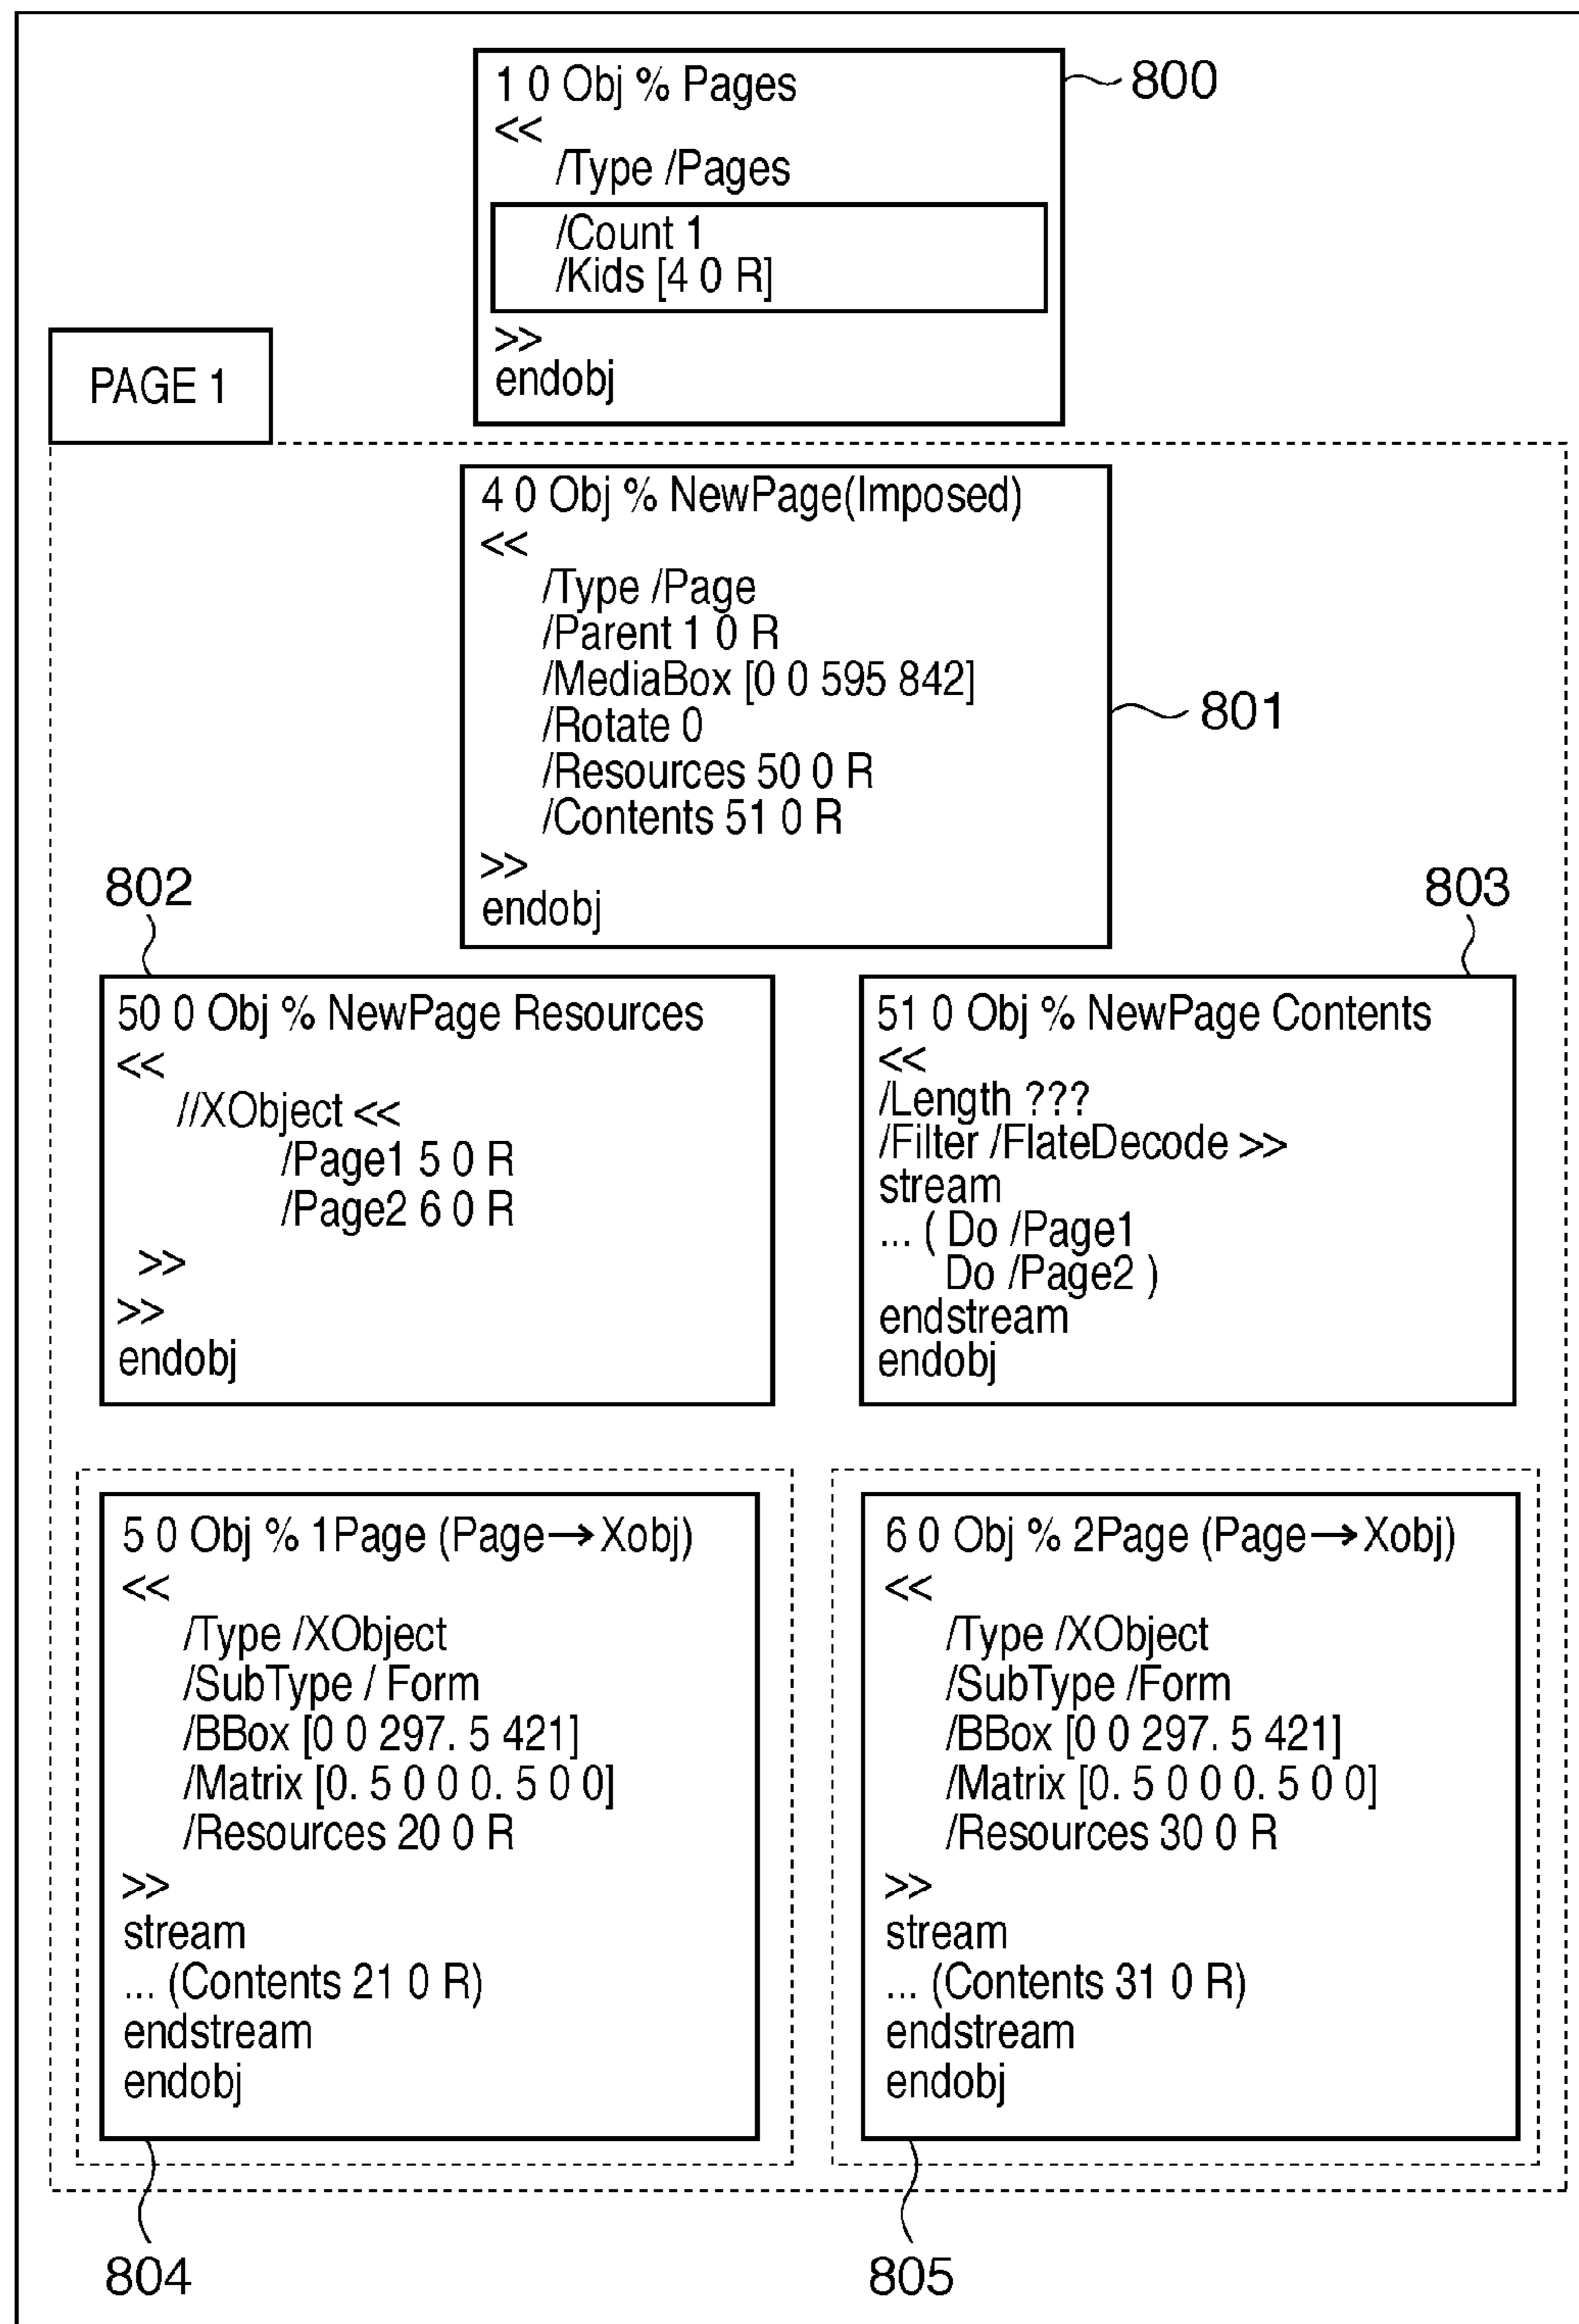 1 0 Obj % Pages
<<
/Type /Pages
/Count 1
/Kids [4 0 R]
>>
endobj
800
PAGE 1
4 0 Obj % NewPage(Imposed)
<<
/Type /Page
/Parent 1 0 R
/MediaBox [0 0 595 842]
/Rotate 0
/Resources 50 0 R
/Contents 51 0 R
>>
endobj
801
802
50 0 Obj % NewPage Resources
<<
//XObject <<
/Page1 5 0 R
/Page2 6 0 R
>>
>>
endobj
803
51 0 Obj % NewPage Contents
<<
/Length ???
/Filter /FlateDecode >>
stream
... ( Do /Page1
Do /Page2 )
endstream
endobj
5 0 Obj % 1Page (Page→Xobj)
<<
/Type /XObject
/SubType / Form
/BBox [0 0 297. 5 421]
/Matrix [0. 5 0 0 0. 5 0 0]
/Resources 20 0 R
>>
stream
... (Contents 21 0 R)
endstream
endobj
804
6 0 Obj % 2Page (Page→Xobj)
<<
/Type /XObject
/SubType /Form
/BBox [0 0 297. 5 421]
/Matrix [0. 5 0 0 0. 5 0 0]
/Resources 30 0 R
>>
stream
... (Contents 31 0 R)
endstream
endobj
805